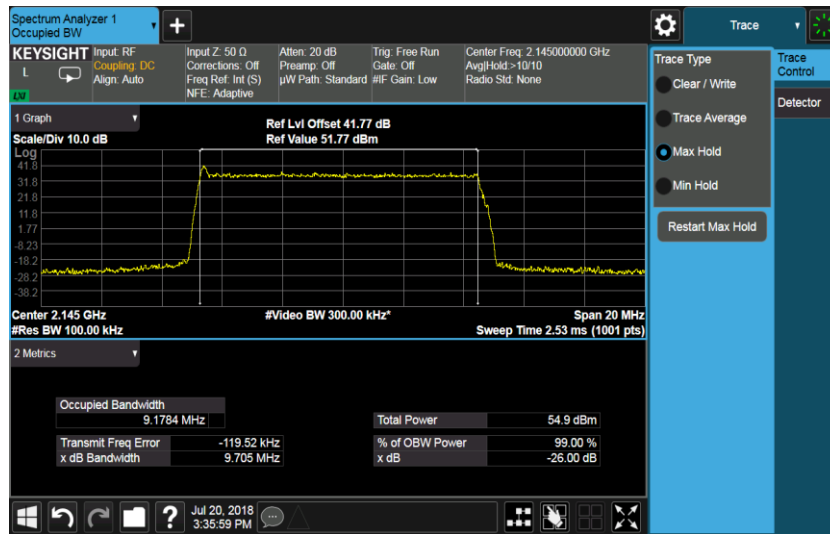 Spectrum Analyzer 1
Occupied BW
+
Trace
KEYSIGHT
L
LXI
Input: RF
Coupling: DC
Align: Auto
Input Z: 50 Ω
Corrections: Off
Freq Ref: Int (S)
NFE: Adaptive
Atten: 20 dB
Preamp: Off
µW Path: Standard
Trig: Free Run
Gate: Off
#IF Gain: Low
Center Freq: 2.145000000 GHz
Avg|Hold:>10/10
Radio Std: None
Trace Type
Clear / Write
Trace Average
Max Hold
Min Hold
Restart Max Hold
Trace
Control
Detector
1 Graph
Scale/Div 10.0 dB
Ref Lvl Offset 41.77 dB
Ref Value 51.77 dBm
Log
41.8
31.8
21.8
11.8
1.77
-8.23
-18.2
-28.2
-38.2
Center 2.145 GHz
#Res BW 100.00 kHz
#Video BW 300.00 kHz*
Span 20 MHz
Sweep Time 2.53 ms (1001 pts)
2 Metrics
Occupied Bandwidth
9.1784 MHz
Total Power 54.9 dBm
Transmit Freq Error -119.52 kHz
% of OBW Power 99.00 %
x dB Bandwidth 9.705 MHz
x dB -26.00 dB
?
Jul 20, 2018
3:35:59 PM